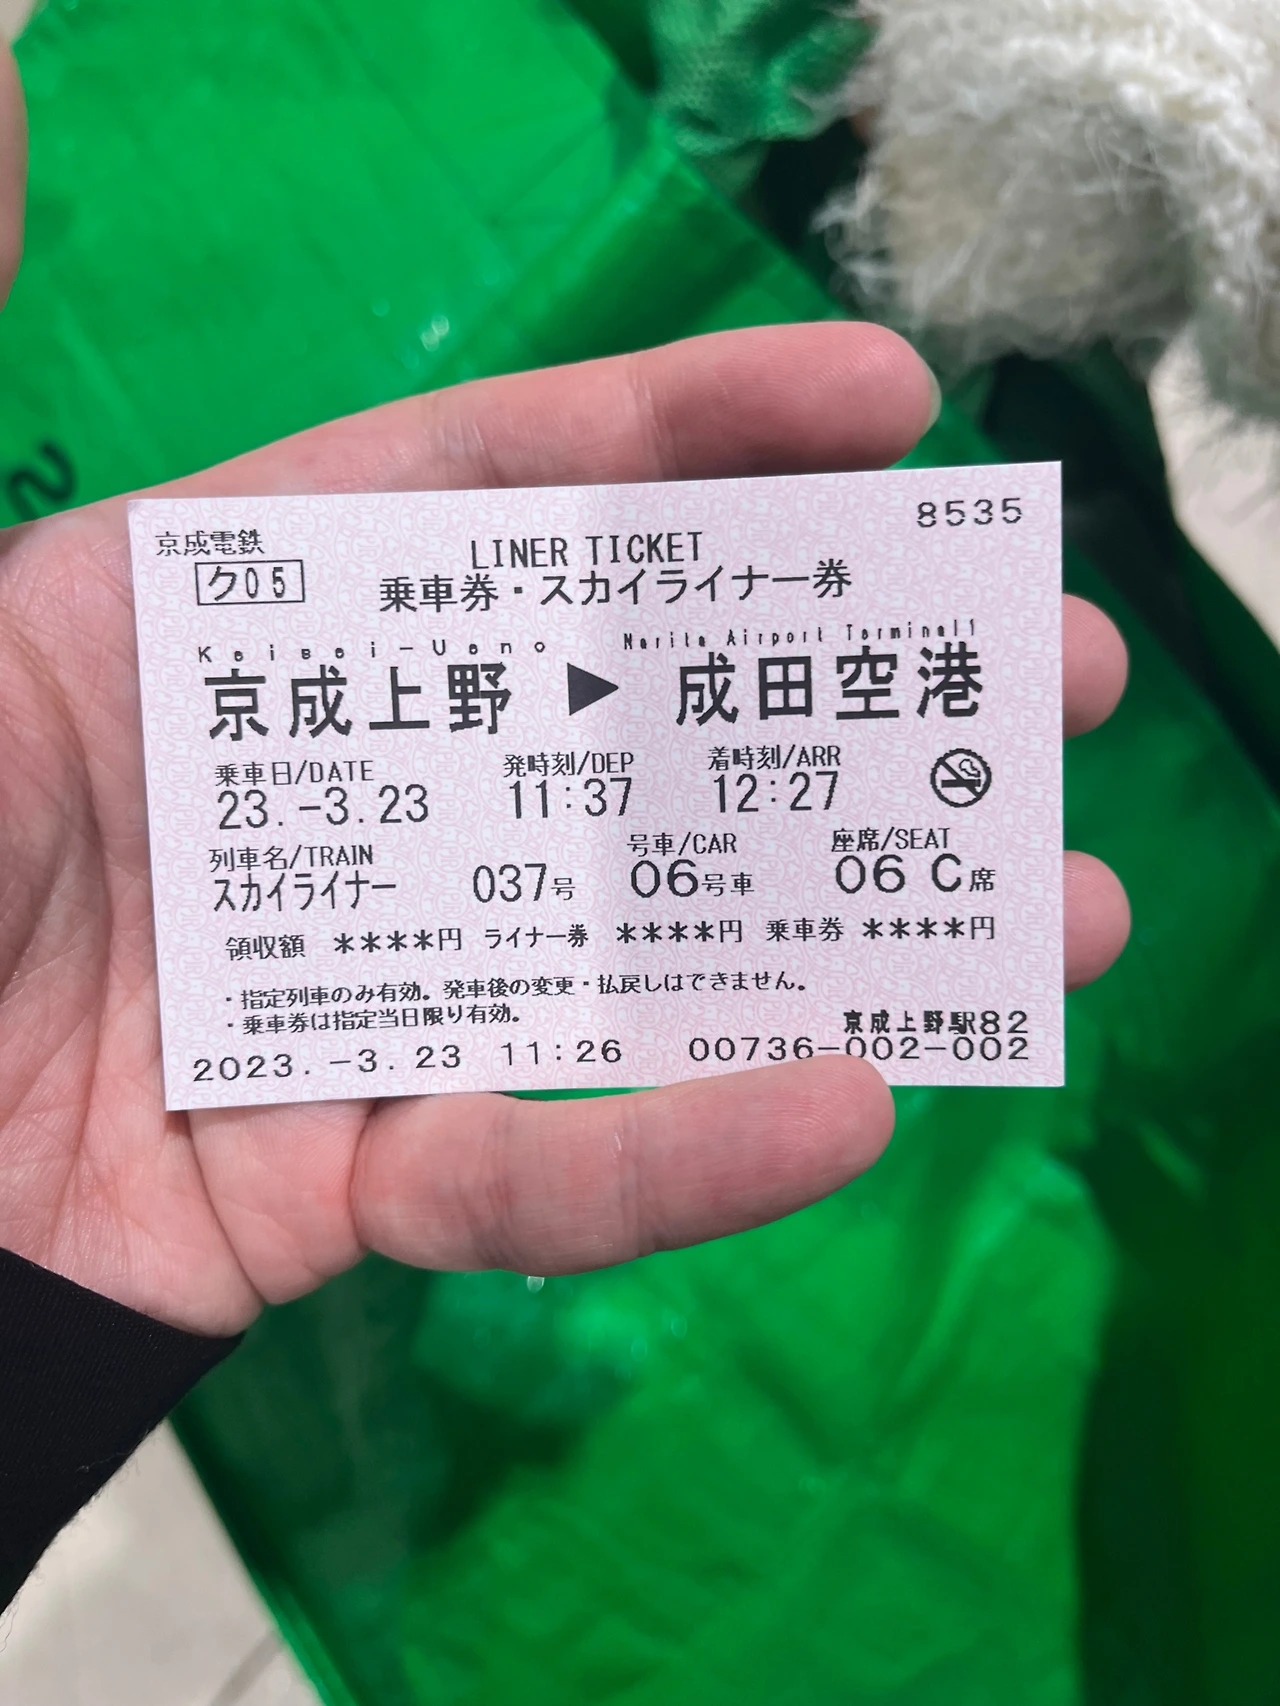 8535
京成電鉄
LINER TICKET
ク05
乗車券・スカイライナー券
Keisei-Ueno Narita Airport Terminal1
京成上野 ▶ 成田空港
乗車日/DATE 発時刻/DEP 着時刻/ARR
23.-3.23 11:37 12:27
列車名/TRAIN 号車/CAR 座席/SEAT
スカイライナー 037号 06号車 06 C席
領収額 ****円 ライナー券 ****円 乗車券 ****円
・指定列車のみ有効。発車後の変更・払戻しはできません。
・乗車券は指定当日限り有効。
京成上野駅82
2023.-3.23 11:26 00736-002-002
2